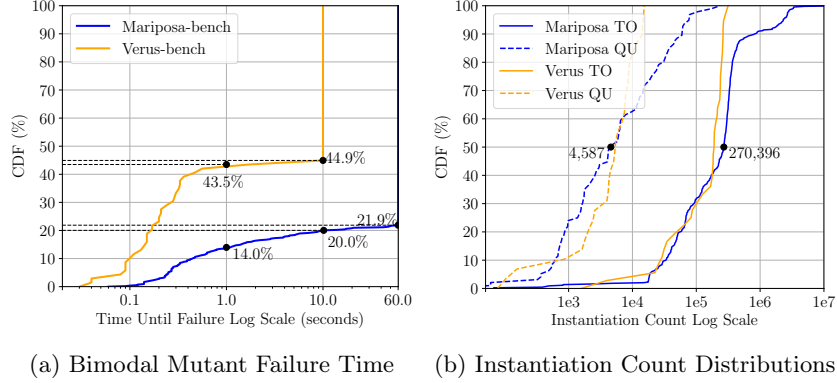 100
90
80
70
60
50
40
30
20
10
0
CDF (%)
Mariposa-bench
Verus-bench
44.9%
43.5%
21.9%
20.0%
14.0%
0.1
1.0
10.0
60.0
Time Until Failure Log Scale (seconds)
(a) Bimodal Mutant Failure Time
100
90
80
70
60
50
40
30
20
10
0
CDF (%)
Mariposa TO
Mariposa QU
Verus TO
Verus QU
4,587
270,396
1e3
1e4
1e5
1e6
1e7
Instantiation Count Log Scale
(b) Instantiation Count Distributions